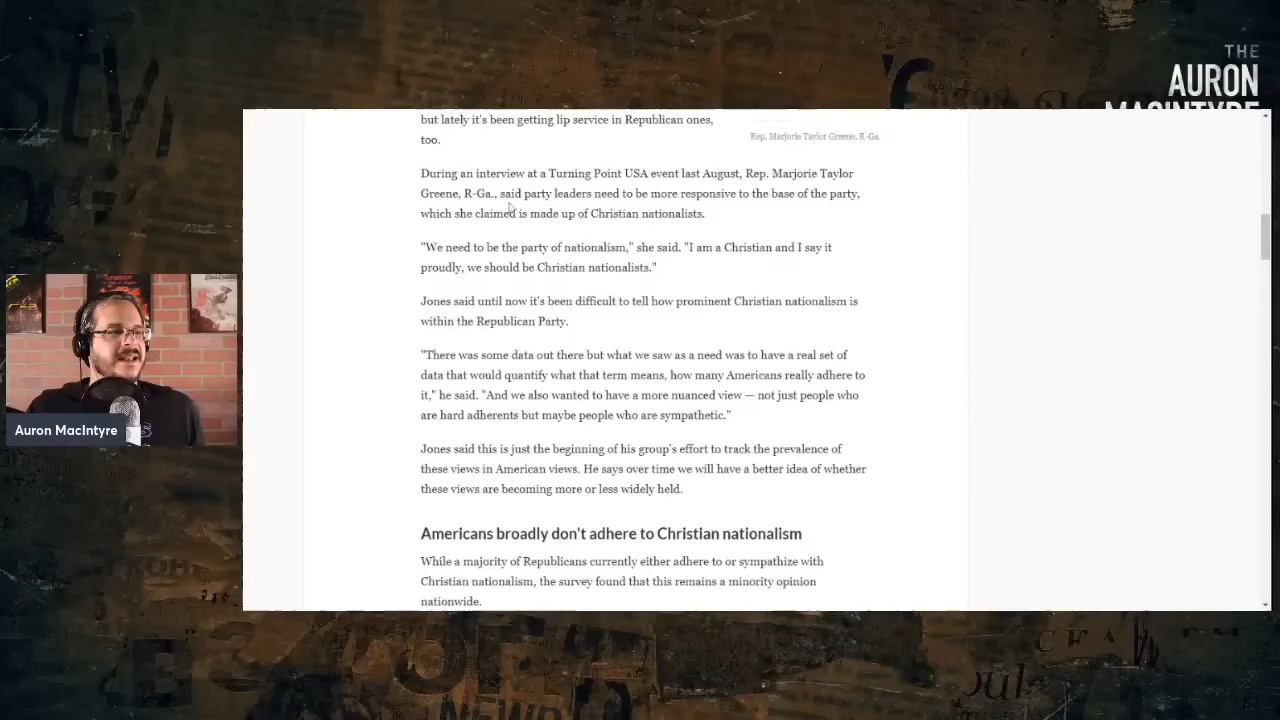 THE
AURON
MACINTYRE
but lately it's been getting lip service in Republican ones,
too.
Rep. Marjorie Taylor Greene, R-Ga.
During an interview at a Turning Point USA event last August, Rep. Marjorie Taylor
Greene, R-Ga., said party leaders need to be more responsive to the base of the party,
which she claimed is made up of Christian nationalists.
"We need to be the party of nationalism," she said. "I am a Christian and I say it
proudly, we should be Christian nationalists."
Jones said until now it's been difficult to tell how prominent Christian nationalism is
within the Republican Party.
"There was some data out there but what we saw as a need was to have a real set of
data that would quantify what that term means, how many Americans really adhere to
it," he said. "And we also wanted to have a more nuanced view — not just people who
are hard adherents but maybe people who are sympathetic."
Jones said this is just the beginning of his group's effort to track the prevalence of
these views in American views. He says over time we will have a better idea of whether
these views are becoming more or less widely held.
Americans broadly don't adhere to Christian nationalism
While a majority of Republicans currently either adhere to or sympathize with
Christian nationalism, the survey found that this remains a minority opinion
nationwide.
Auron MacIntyre